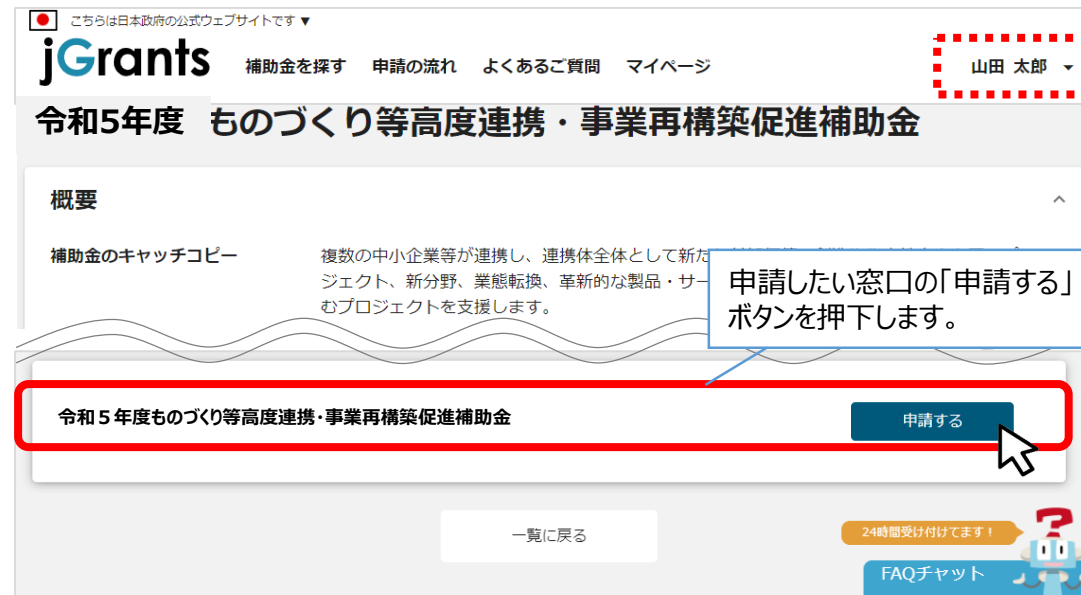 こちらは日本政府の公式ウェブサイトです ▼
jGrants 補助金を探す 申請の流れ よくあるご質問 マイページ 山田 太郎
令和5年度 ものづくり等高度連携・事業再構築促進補助金
概要
補助金のキャッチコピー 複数の中小企業等が連携し、連携体全体として新た
ジェクト、新分野、業態転換、革新的な製品・サー
むプロジェクトを支援します。
申請したい窓口の「申請する」
ボタンを押下します。
令和5年度ものづくり等高度連携・事業再構築促進補助金 申請する
一覧に戻る
24時間受け付けてます!
FAQチャット